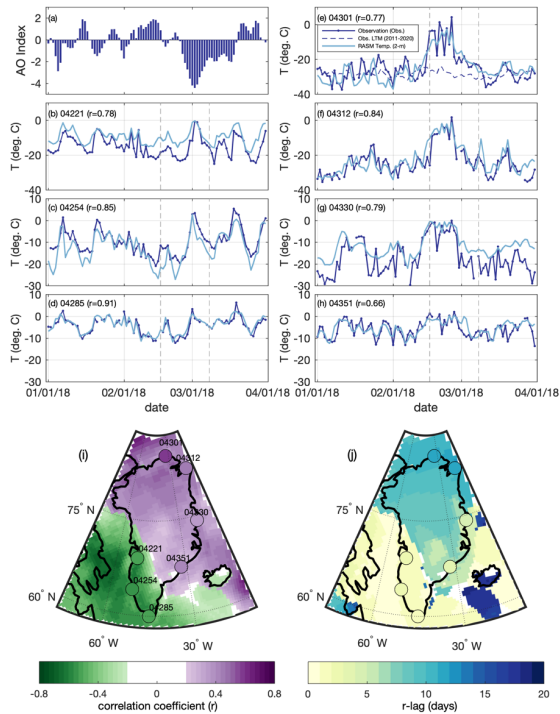 (a)
AO Index
2
0
-2
-4
(b) 04221 (r=0.78)
T (deg. C)
0
-20
-40
(c) 04254 (r=0.85)
T (deg. C)
10
0
-10
-20
-30
(d) 04285 (r=0.91)
T (deg. C)
10
0
-10
-20
-30
01/01/18 02/01/18 03/01/18 04/01/18
date
(e) 04301 (r=0.77)
Observation (Obs.)
Obs. LTM (2011-2020)
RASM Temp. (2-m)
T (deg. C)
10
0
-10
-20
-30
-40
(f) 04312 (r=0.84)
T (deg. C)
0
-20
-40
(g) 04330 (r=0.79)
T (deg. C)
10
0
-10
-20
-30
(h) 04351 (r=0.66)
T (deg. C)
10
0
-10
-20
-30
01/01/18 02/01/18 03/01/18 04/01/18
date
(i)
04301
04312
04330
04221
04351
04254
04285
75° N
60° N
60° W
30° W
-0.8 -0.4 0 0.4 0.8
correlation coefficient (r)
(j)
75° N
60° N
60° W
30° W
0 5 10 15 20
r-lag (days)